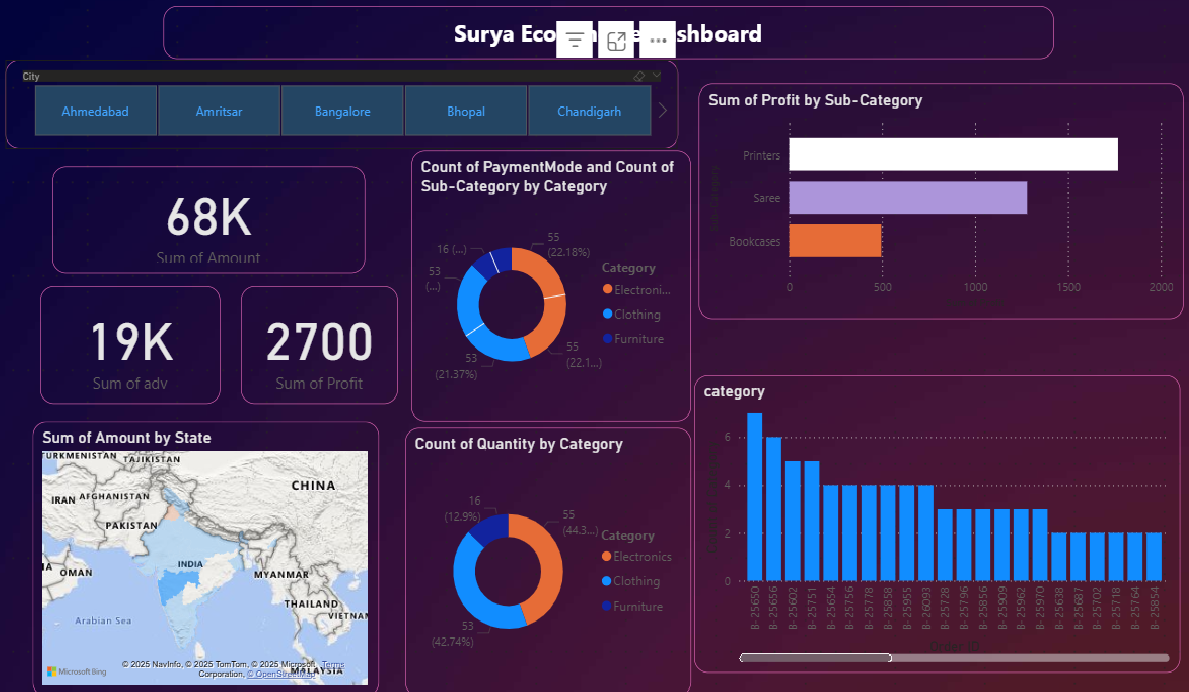 Surya Eco shboard
City
Ahmedabad
Amritsar
Bangalore
Bhopal
Chandigarh
68K
Sum of Amount
19K
Sum of adv
2700
Sum of Profit
Count of PaymentMode and Count of
Sub-Category by Category
55
(22.18%)
16 (...)
53
(...)
53
(21.37%)
55
(22.1...)
Category
Electroni...
Clothing
Furniture
Sum of Profit by Sub-Category
Printers
Saree
Bookcases
0
500
1000
1500
2000
Sum of Amount by State
TURKMENISTAN
TAJIKISTAN
CHINA
IRAN
AFGHANISTAN
PAKISTAN
OMAN
INDIA
MYANMAR
THAILAND
VIETNAM
Arabian Sea
MALAYSIA
Microsoft Bing
© 2025 NavInfo, © 2025 TomTom, © 2025 Microsoft Terms
Corporation, © OpenStreetMap
Count of Quantity by Category
16
(12.9%)
55
(44.3...)
53
(42.74%)
Category
Electronics
Clothing
Furniture
category
6
4
2
0
B-25650
B-25656
B-25602
B-25751
B-25654
B-25756
B-25778
B-25858
B-25955
B-26093
B-25728
B-25796
B-25856
B-25909
B-25962
B-25970
B-25638
B-25687
B-25702
B-25718
B-25764
B-25854
Order ID